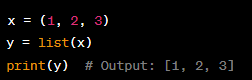 x = (1, 2, 3)
y = list(x)
print(y)  # Output: [1, 2, 3]